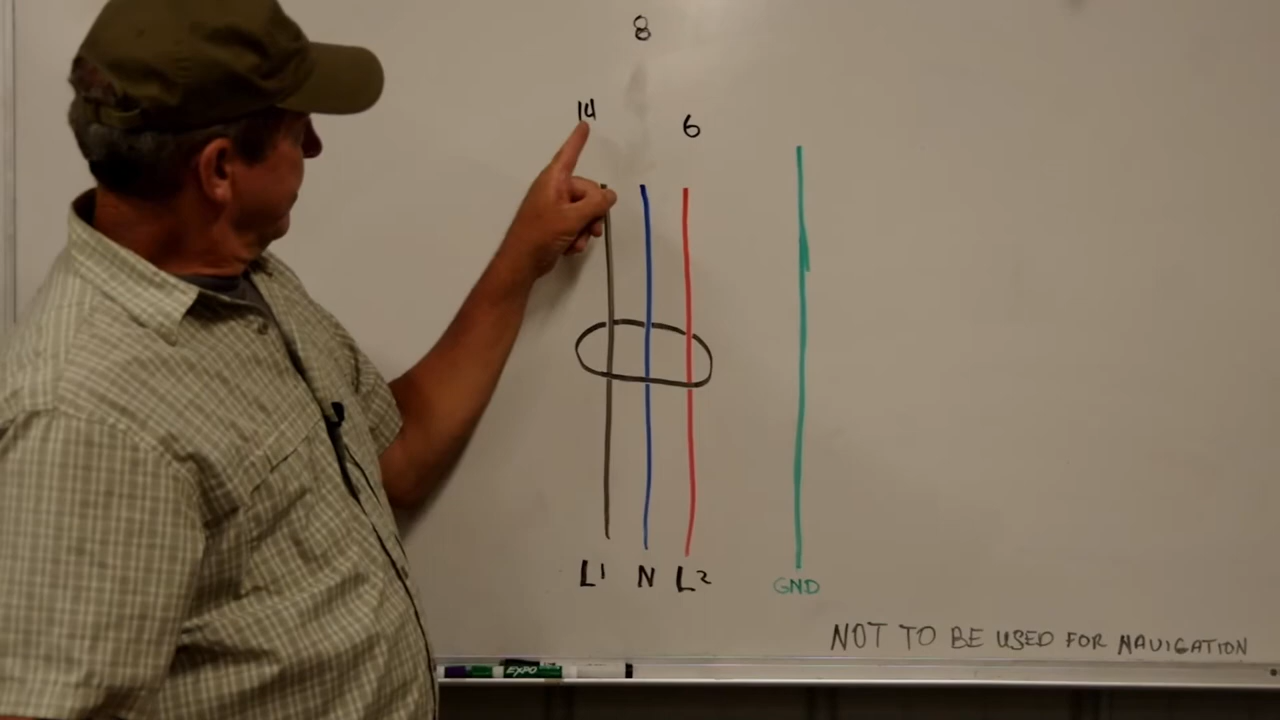 8
14 6
L1 N L2 GND
NOT TO BE USED FOR NAVIGATION
EXPO